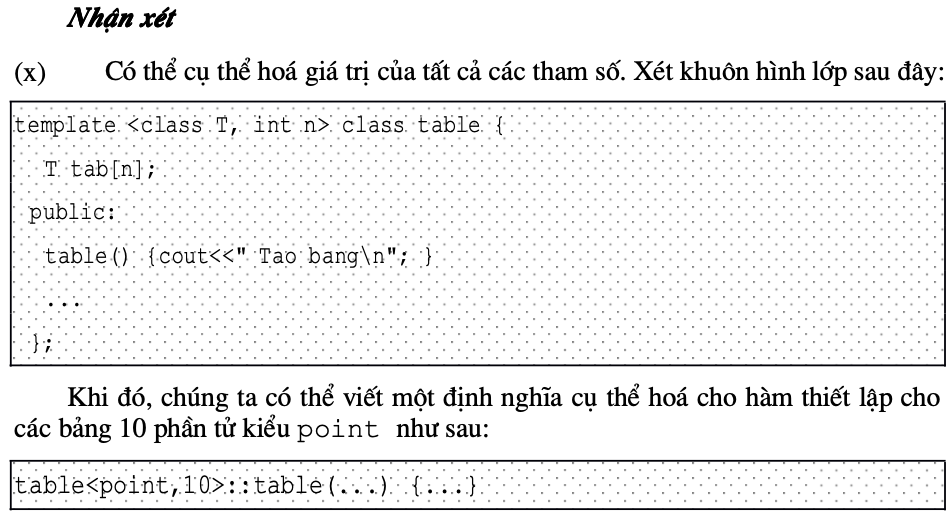 Nhận xét
(x) Có thể cụ thể hoá giá trị của tất cả các tham số. Xét khuôn hình lớp sau đây:
template <class T, int n> class table {
T tab[n];
public:
table() {cout<<" Tao bang\n"; }
...
};
Khi đó, chúng ta có thể viết một định nghĩa cụ thể hoá cho hàm thiết lập cho
các bảng 10 phần tử kiểu point như sau:
table<point,10>::table(...) {...}